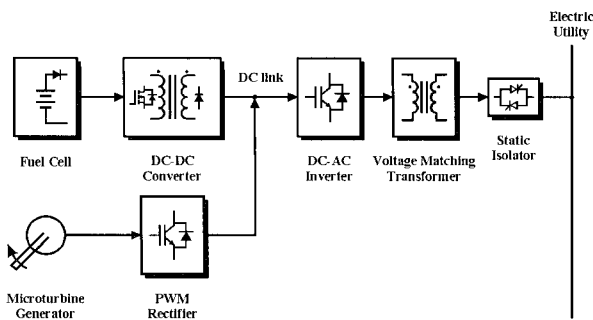 Electric
Utility
DC link
Fuel Cell
DC-DC
Converter
DC-AC
Inverter
Voltage Matching
Transformer
Static
Isolator
Microturbine
Generator
PWM
Rectifier